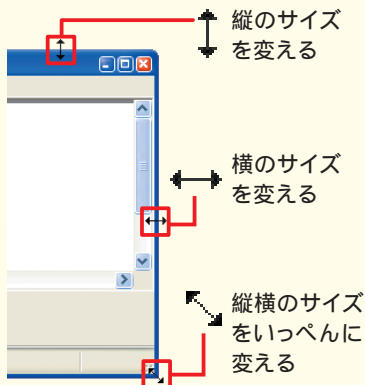 縦のサイズ
を変える
横のサイズ
を変える
縦横のサイズ
をいっぺんに
変える